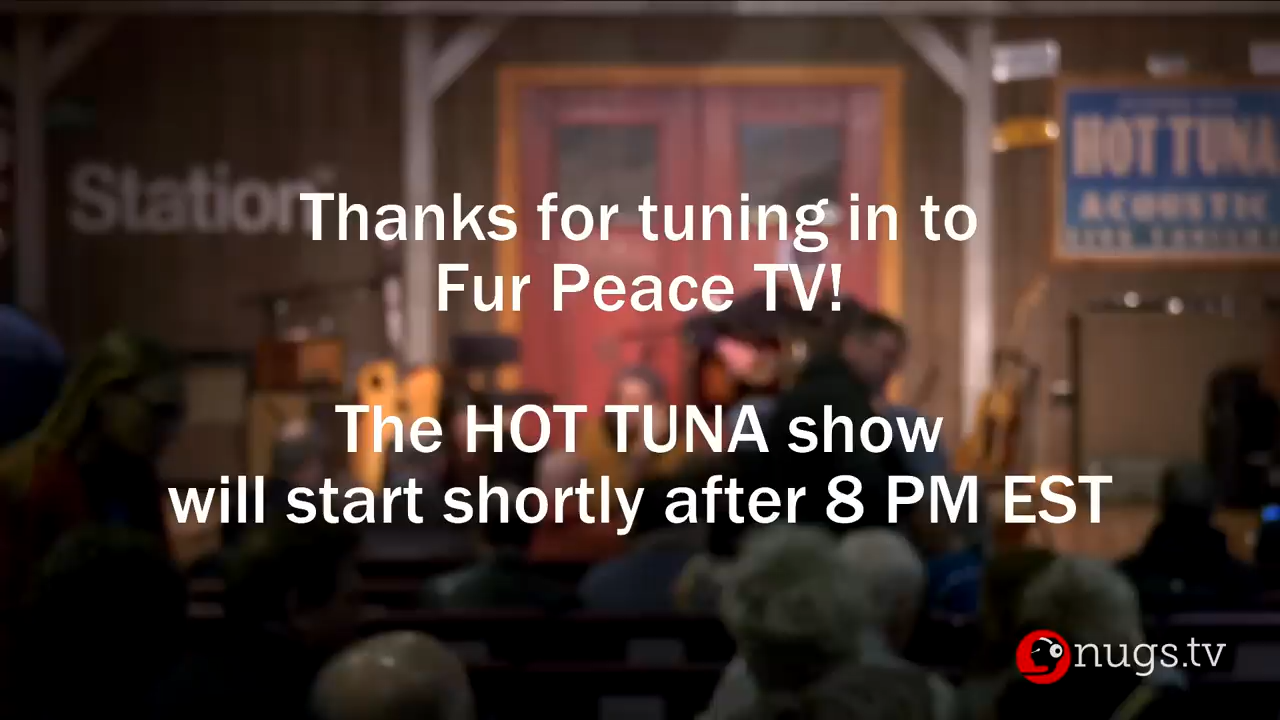 Station
Thanks for tuning in to
Fur Peace TV!
HOT TUNA
ACOUSTIC
The HOT TUNA show
will start shortly after 8 PM EST
nugs.tv